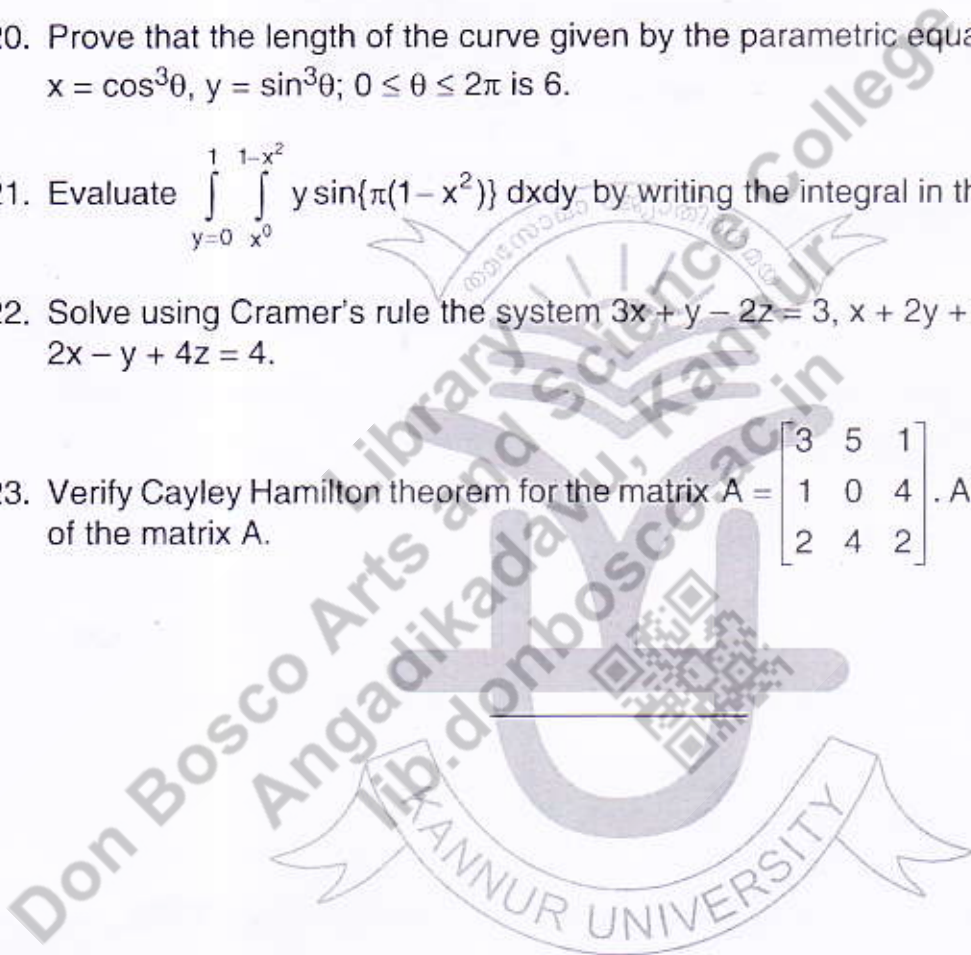 20. Prove that the length of the curve given by the parametric equa
x = cos³θ, y = sin³θ; 0 ≤ θ ≤ 2π is 6.
21. Evaluate ∫_{y=0}^{1} ∫_{x^0}^{1–x²} y sin{π(1 – x²)} dxdy by writing the integral in th
22. Solve using Cramer's rule the system 3x + y – 2z = 3, x + 2y +
2x – y + 4z = 4.
23. Verify Cayley Hamilton theorem for the matrix A = [3 5 1; 1 0 4; 2 4 2]. A
of the matrix A.
Library
Don Bosco Arts and Science College
Angadikadavu, Kannur
lib.donbosco.ac.in
KANNUR UNIVERSITY